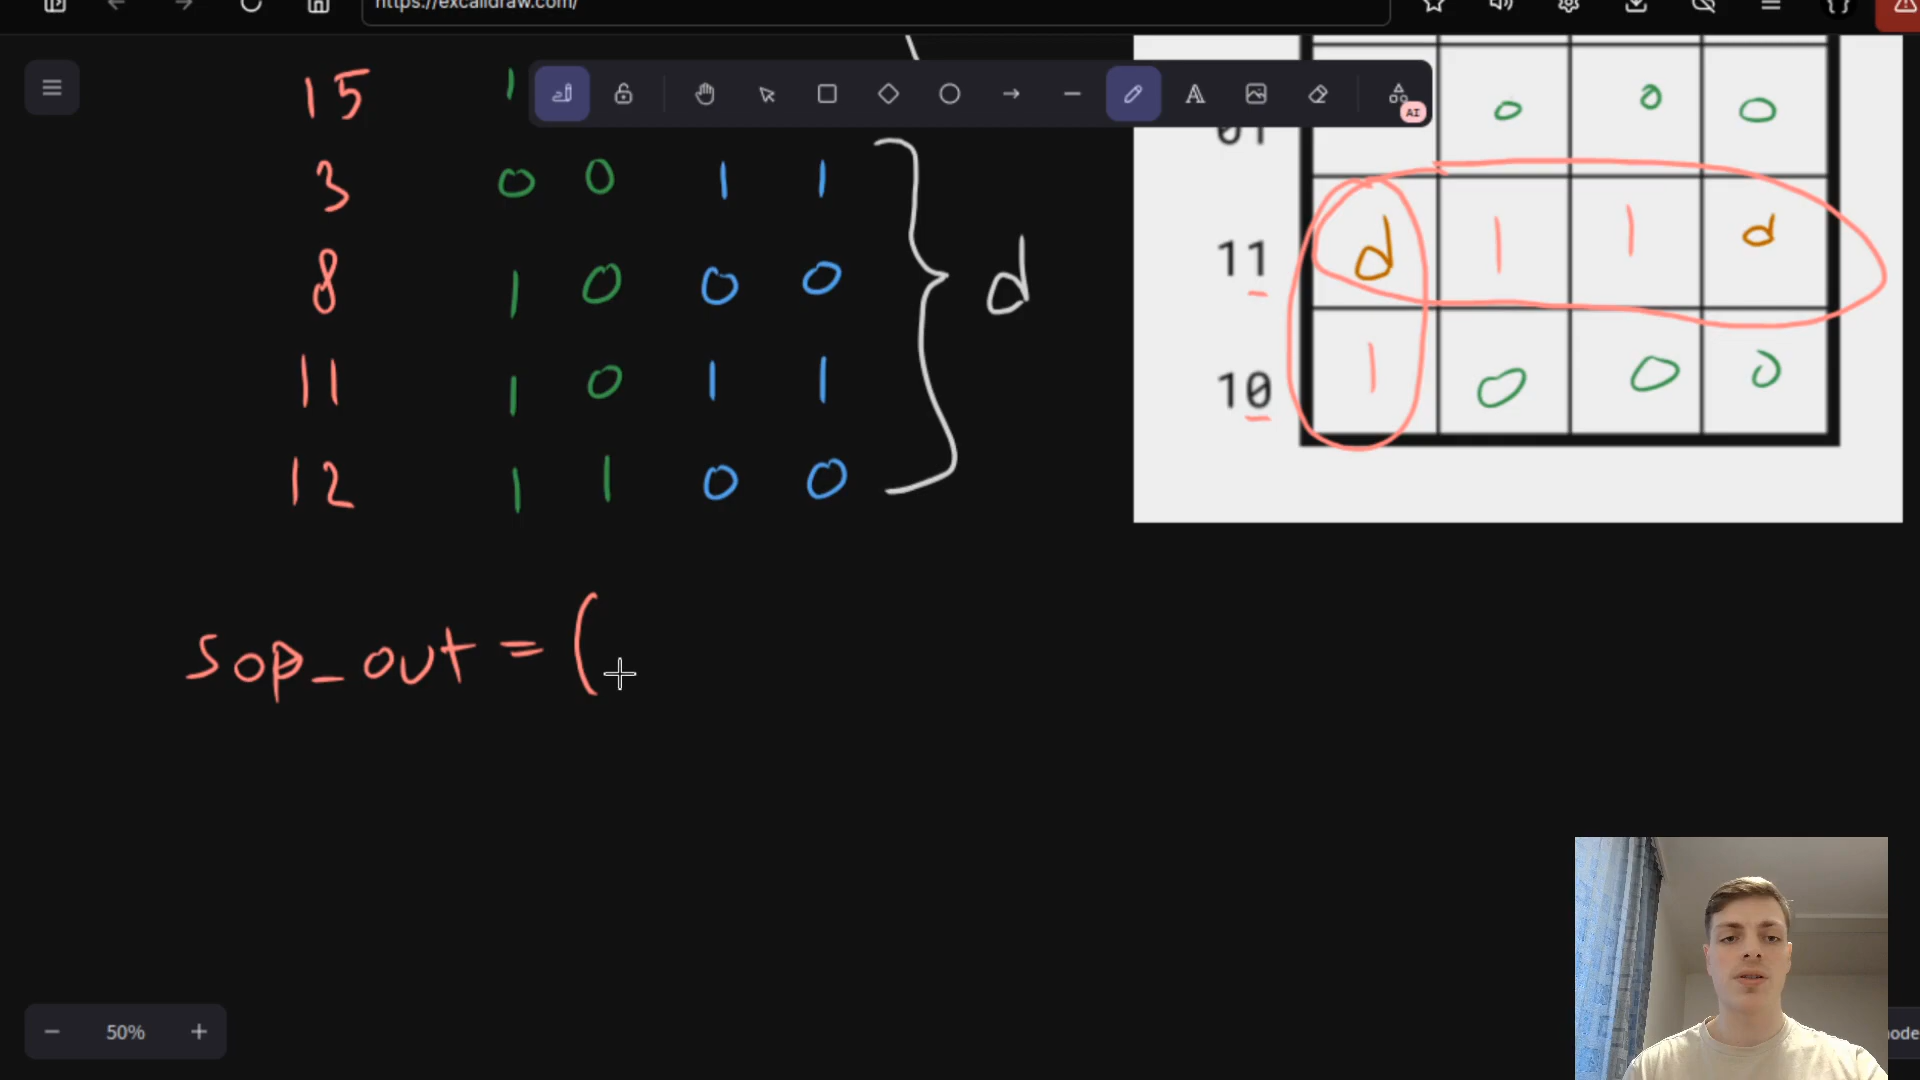 https://excalidraw.com/
15 1
3 0 0 1 1
8 1 0 0 0
11 1 0 1 1
12 1 1 0 0
d
01 0 0 0
11 d 1 1 d
10 1 0 0 0
sop_out = (
A
AI
50%